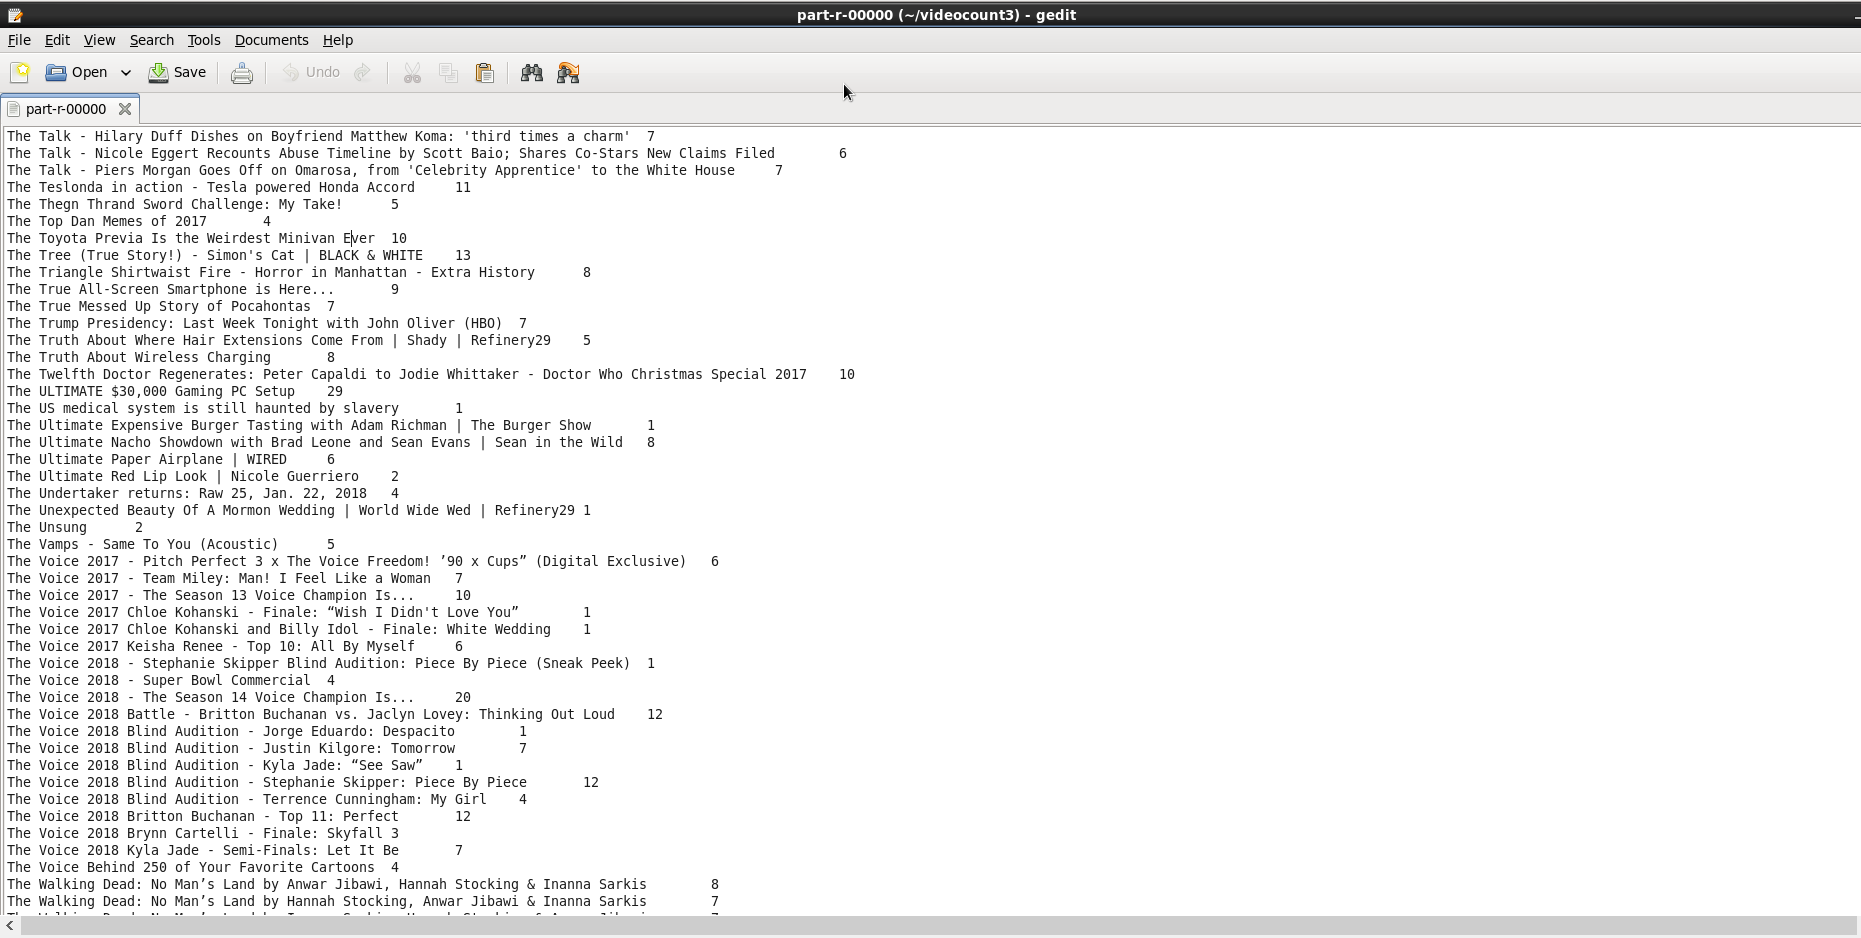 part-r-00000 (~/videocount3) - gedit
File Edit View Search Tools Documents Help
Open Save Undo
part-r-00000
The Talk - Hilary Duff Dishes on Boyfriend Matthew Koma: 'third times a charm' 7
The Talk - Nicole Eggert Recounts Abuse Timeline by Scott Baio; Shares Co-Stars New Claims Filed 6
The Talk - Piers Morgan Goes Off on Omarosa, from 'Celebrity Apprentice' to the White House 7
The Teslonda in action - Tesla powered Honda Accord 11
The Thegn Thrand Sword Challenge: My Take! 5
The Top Dan Memes of 2017 4
The Toyota Previa Is the Weirdest Minivan Ever 10
The Tree (True Story!) - Simon's Cat | BLACK & WHITE 13
The Triangle Shirtwaist Fire - Horror in Manhattan - Extra History 8
The True All-Screen Smartphone is Here... 9
The True Messed Up Story of Pocahontas 7
The Trump Presidency: Last Week Tonight with John Oliver (HBO) 7
The Truth About Where Hair Extensions Come From | Shady | Refinery29 5
The Truth About Wireless Charging 8
The Twelfth Doctor Regenerates: Peter Capaldi to Jodie Whittaker - Doctor Who Christmas Special 2017 10
The ULTIMATE $30,000 Gaming PC Setup 29
The US medical system is still haunted by slavery 1
The Ultimate Expensive Burger Tasting with Adam Richman | The Burger Show 1
The Ultimate Nacho Showdown with Brad Leone and Sean Evans | Sean in the Wild 8
The Ultimate Paper Airplane | WIRED 6
The Ultimate Red Lip Look | Nicole Guerriero 2
The Undertaker returns: Raw 25, Jan. 22, 2018 4
The Unexpected Beauty Of A Mormon Wedding | World Wide Wed | Refinery29 1
The Unsung 2
The Vamps - Same To You (Acoustic) 5
The Voice 2017 - Pitch Perfect 3 x The Voice Freedom! ’90 x Cups” (Digital Exclusive) 6
The Voice 2017 - Team Miley: Man! I Feel Like a Woman 7
The Voice 2017 - The Season 13 Voice Champion Is... 10
The Voice 2017 Chloe Kohanski - Finale: “Wish I Didn't Love You” 1
The Voice 2017 Chloe Kohanski and Billy Idol - Finale: White Wedding 1
The Voice 2017 Keisha Renee - Top 10: All By Myself 6
The Voice 2018 - Stephanie Skipper Blind Audition: Piece By Piece (Sneak Peek) 1
The Voice 2018 - Super Bowl Commercial 4
The Voice 2018 - The Season 14 Voice Champion Is... 20
The Voice 2018 Battle - Britton Buchanan vs. Jaclyn Lovey: Thinking Out Loud 12
The Voice 2018 Blind Audition - Jorge Eduardo: Despacito 1
The Voice 2018 Blind Audition - Justin Kilgore: Tomorrow 7
The Voice 2018 Blind Audition - Kyla Jade: “See Saw” 1
The Voice 2018 Blind Audition - Stephanie Skipper: Piece By Piece 12
The Voice 2018 Blind Audition - Terrence Cunningham: My Girl 4
The Voice 2018 Britton Buchanan - Top 11: Perfect 12
The Voice 2018 Brynn Cartelli - Finale: Skyfall 3
The Voice 2018 Kyla Jade - Semi-Finals: Let It Be 7
The Voice Behind 250 of Your Favorite Cartoons 4
The Walking Dead: No Man’s Land by Anwar Jibawi, Hannah Stocking & Inanna Sarkis 8
The Walking Dead: No Man’s Land by Hannah Stocking, Anwar Jibawi & Inanna Sarkis 7